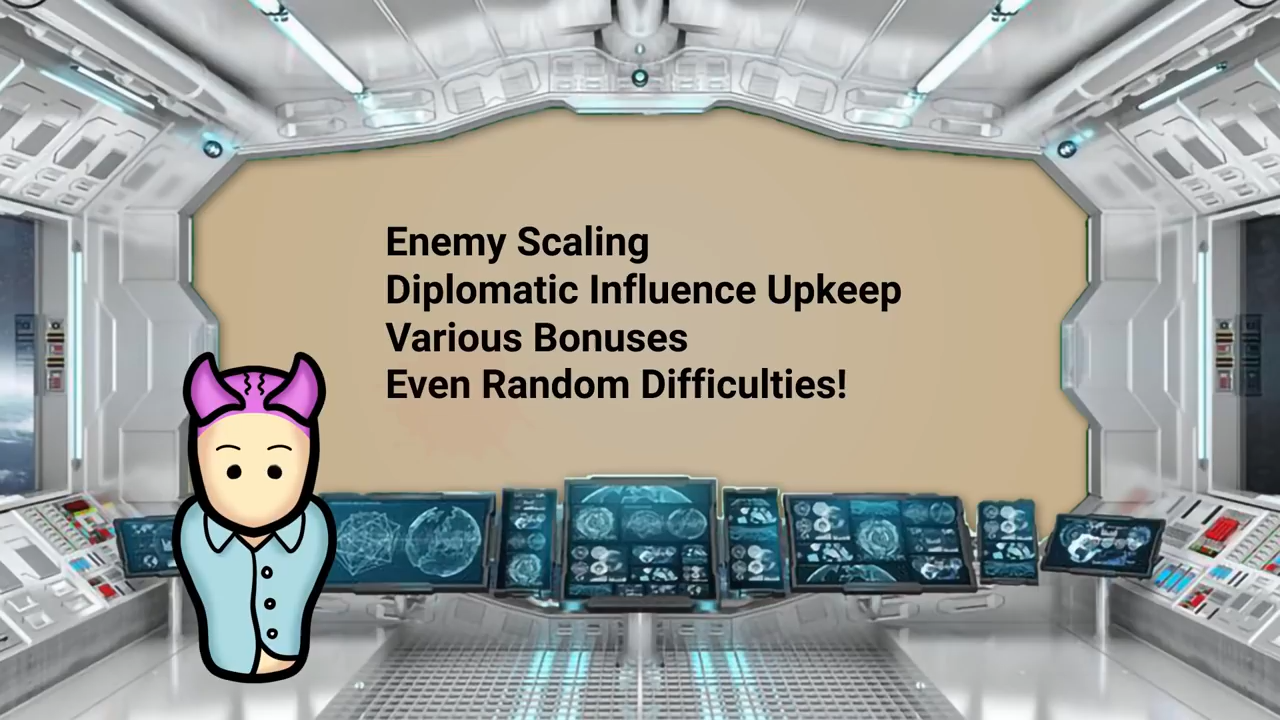 Enemy Scaling
Diplomatic Influence Upkeep
Various Bonuses
Even Random Difficulties!